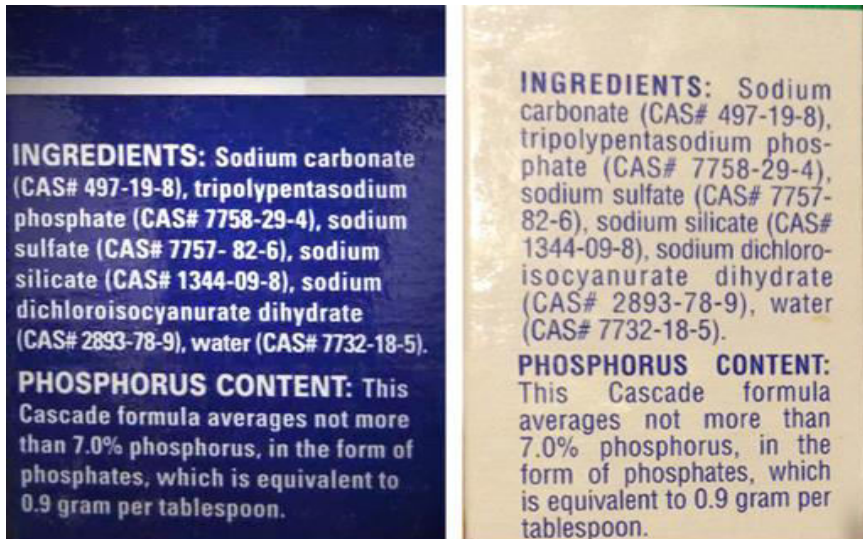 INGREDIENTS: Sodium carbonate
(CAS# 497-19-8), tripolypentasodium
phosphate (CAS# 7758-29-4), sodium
sulfate (CAS# 7757- 82-6), sodium
silicate (CAS# 1344-09-8), sodium
dichloroisocyanurate dihydrate
(CAS# 2893-78-9), water (CAS# 7732-18-5).
PHOSPHORUS CONTENT: This
Cascade formula averages not more
than 7.0% phosphorus, in the form of
phosphates, which is equivalent to
0.9 gram per tablespoon.
INGREDIENTS: Sodium
carbonate (CAS# 497-19-8),
tripolypentasodium phos-
phate (CAS# 7758-29-4),
sodium sulfate (CAS# 7757-
82-6), sodium silicate (CAS#
1344-09-8), sodium dichloro-
isocyanurate dihydrate
(CAS# 2893-78-9), water
(CAS# 7732-18-5).
PHOSPHORUS CONTENT:
This Cascade formula
averages not more than
7.0% phosphorus, in the
form of phosphates, which
is equivalent to 0.9 gram per
tablespoon.